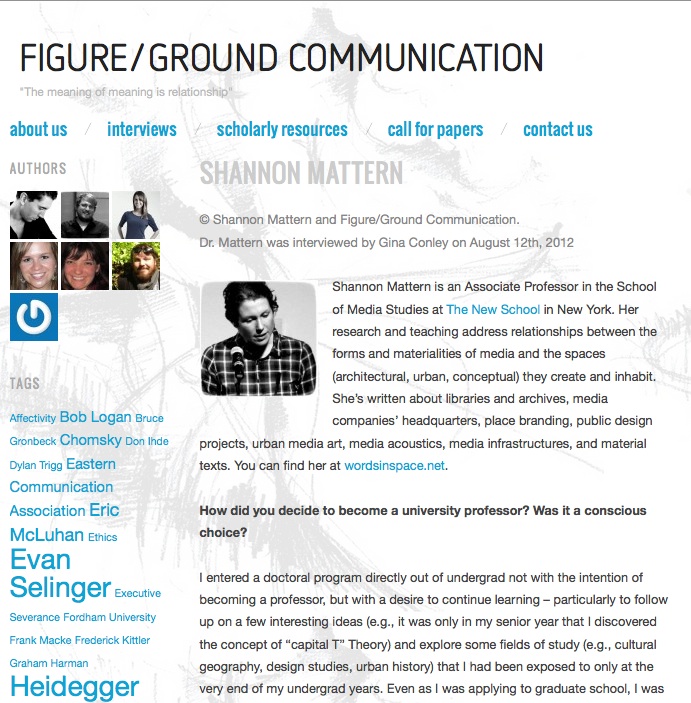 FIGURE/GROUND COMMUNICATION
"The meaning of meaning is relationship"
about us / interviews / scholarly resources / call for papers / contact us
AUTHORS
TAGS
Affectivity Bob Logan Bruce
Gronbeck Chomsky Don Ihde
Dylan Trigg Eastern
Communication
Association Eric
McLuhan Ethics
Evan
Selinger Executive
Severance Fordham University
Frank Macke Frederick Kittler
Graham Harman
Heidegger
SHANNON MATTERN
© Shannon Mattern and Figure/Ground Communication.
Dr. Mattern was interviewed by Gina Conley on August 12th, 2012
Shannon Mattern is an Associate Professor in the School
of Media Studies at The New School in New York. Her
research and teaching address relationships between the
forms and materialities of media and the spaces
(architectural, urban, conceptual) they create and inhabit.
She's written about libraries and archives, media
companies' headquarters, place branding, public design
projects, urban media art, media acoustics, media infrastructures, and material
texts. You can find her at wordsinspace.net.
How did you decide to become a university professor? Was it a conscious
choice?
I entered a doctoral program directly out of undergrad not with the intention of
becoming a professor, but with a desire to continue learning – particularly to follow
up on a few interesting ideas (e.g., it was only in my senior year that I discovered
the concept of “capital T” Theory) and explore some fields of study (e.g., cultural
geography, design studies, urban history) that I had been exposed to only at the
very end of my undergrad years. Even as I was applying to graduate school, I was